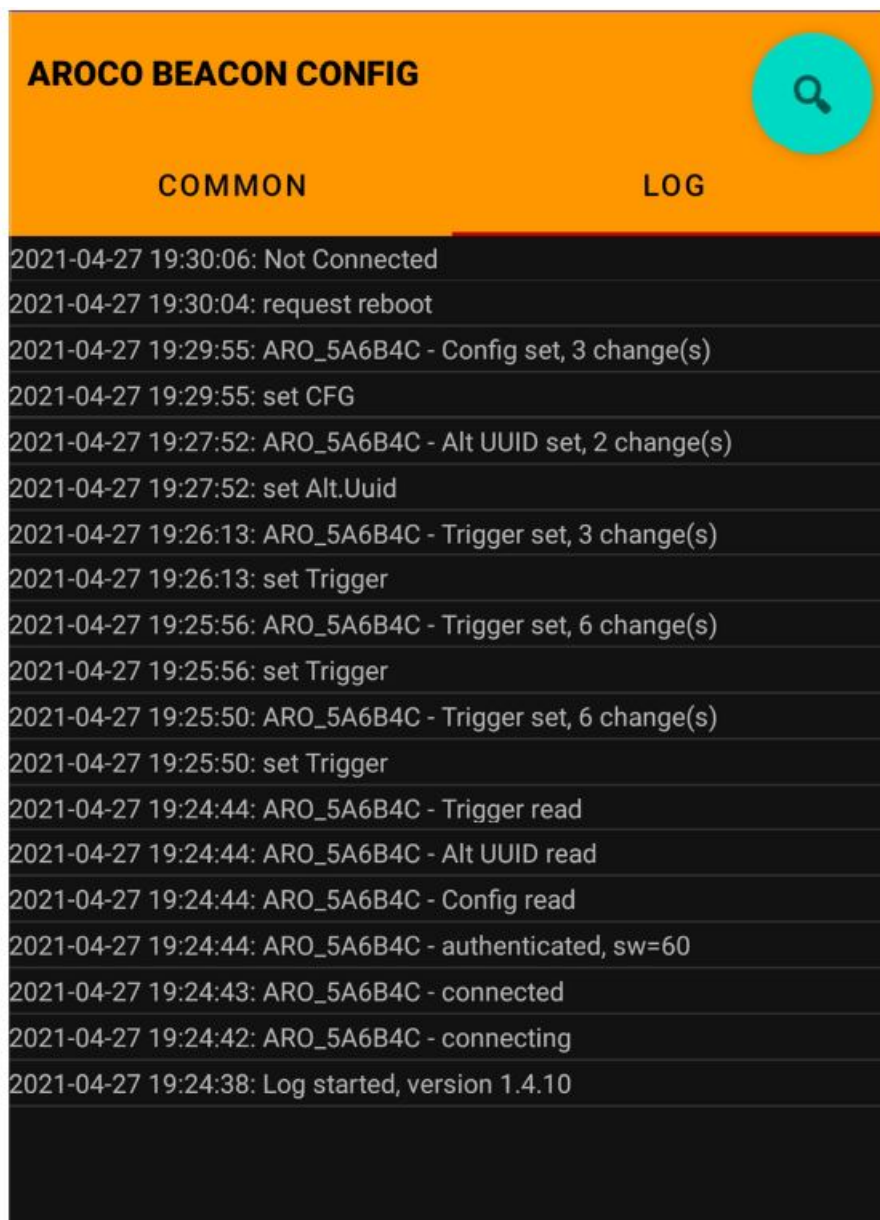 AROCO BEACON CONFIG
COMMON
LOG
2021-04-27 19:30:06: Not Connected
2021-04-27 19:30:04: request reboot
2021-04-27 19:29:55: ARO_5A6B4C - Config set, 3 change(s)
2021-04-27 19:29:55: set CFG
2021-04-27 19:27:52: ARO_5A6B4C - Alt UUID set, 2 change(s)
2021-04-27 19:27:52: set Alt.Uuid
2021-04-27 19:26:13: ARO_5A6B4C - Trigger set, 3 change(s)
2021-04-27 19:26:13: set Trigger
2021-04-27 19:25:56: ARO_5A6B4C - Trigger set, 6 change(s)
2021-04-27 19:25:56: set Trigger
2021-04-27 19:25:50: ARO_5A6B4C - Trigger set, 6 change(s)
2021-04-27 19:25:50: set Trigger
2021-04-27 19:24:44: ARO_5A6B4C - Trigger read
2021-04-27 19:24:44: ARO_5A6B4C - Alt UUID read
2021-04-27 19:24:44: ARO_5A6B4C - Config read
2021-04-27 19:24:44: ARO_5A6B4C - authenticated, sw=60
2021-04-27 19:24:43: ARO_5A6B4C - connected
2021-04-27 19:24:42: ARO_5A6B4C - connecting
2021-04-27 19:24:38: Log started, version 1.4.10